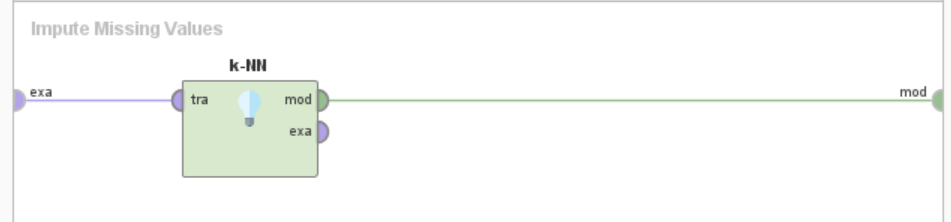 Impute Missing Values
k-NN
exa
tra
mod
mod
exa